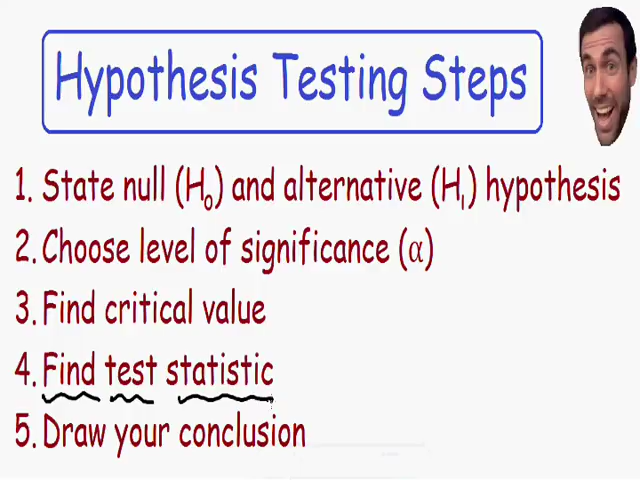 Hypothesis Testing Steps
1. State null (H₀) and alternative (H₁) hypothesis
2. Choose level of significance (α)
3. Find critical value
4. Find test statistic
5. Draw your conclusion